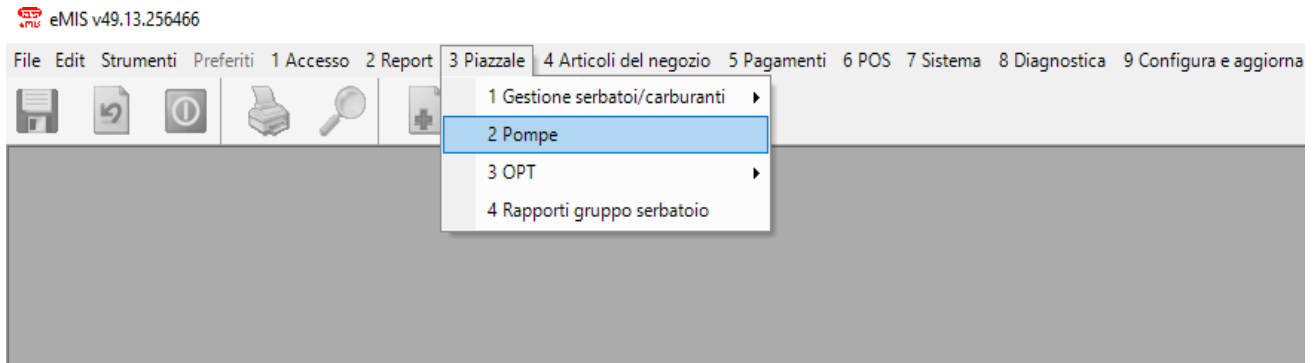 eMIS v49.13.256466
File Edit Strumenti Preferiti 1 Accesso 2 Report 3 Piazzale 4 Articoli del negozio 5 Pagamenti 6 POS 7 Sistema 8 Diagnostica 9 Configura e aggiorna
1 Gestione serbatoi/carburanti
2 Pompe
3 OPT
4 Rapporti gruppo serbatoio